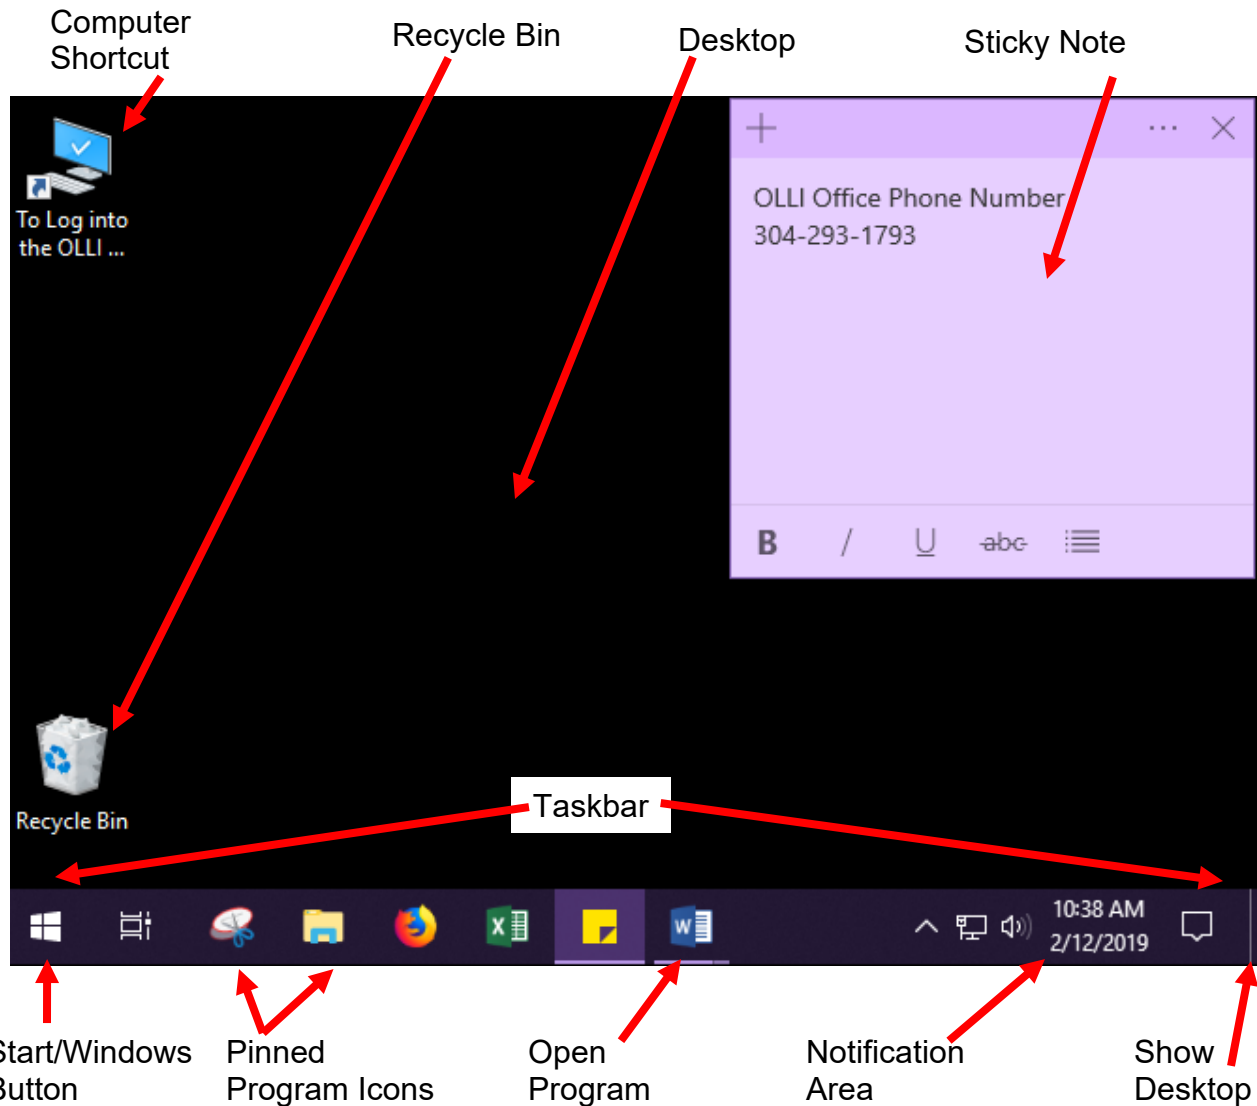 Computer
Shortcut
Recycle Bin
Desktop
Sticky Note
To Log into
the OLLI ...
OLLI Office Phone Number
304-293-1793
B / U abc
Recycle Bin
Taskbar
X
W
10:38 AM
2/12/2019
Start/Windows
Button
Pinned
Program Icons
Open
Program
Notification
Area
Show
Desktop